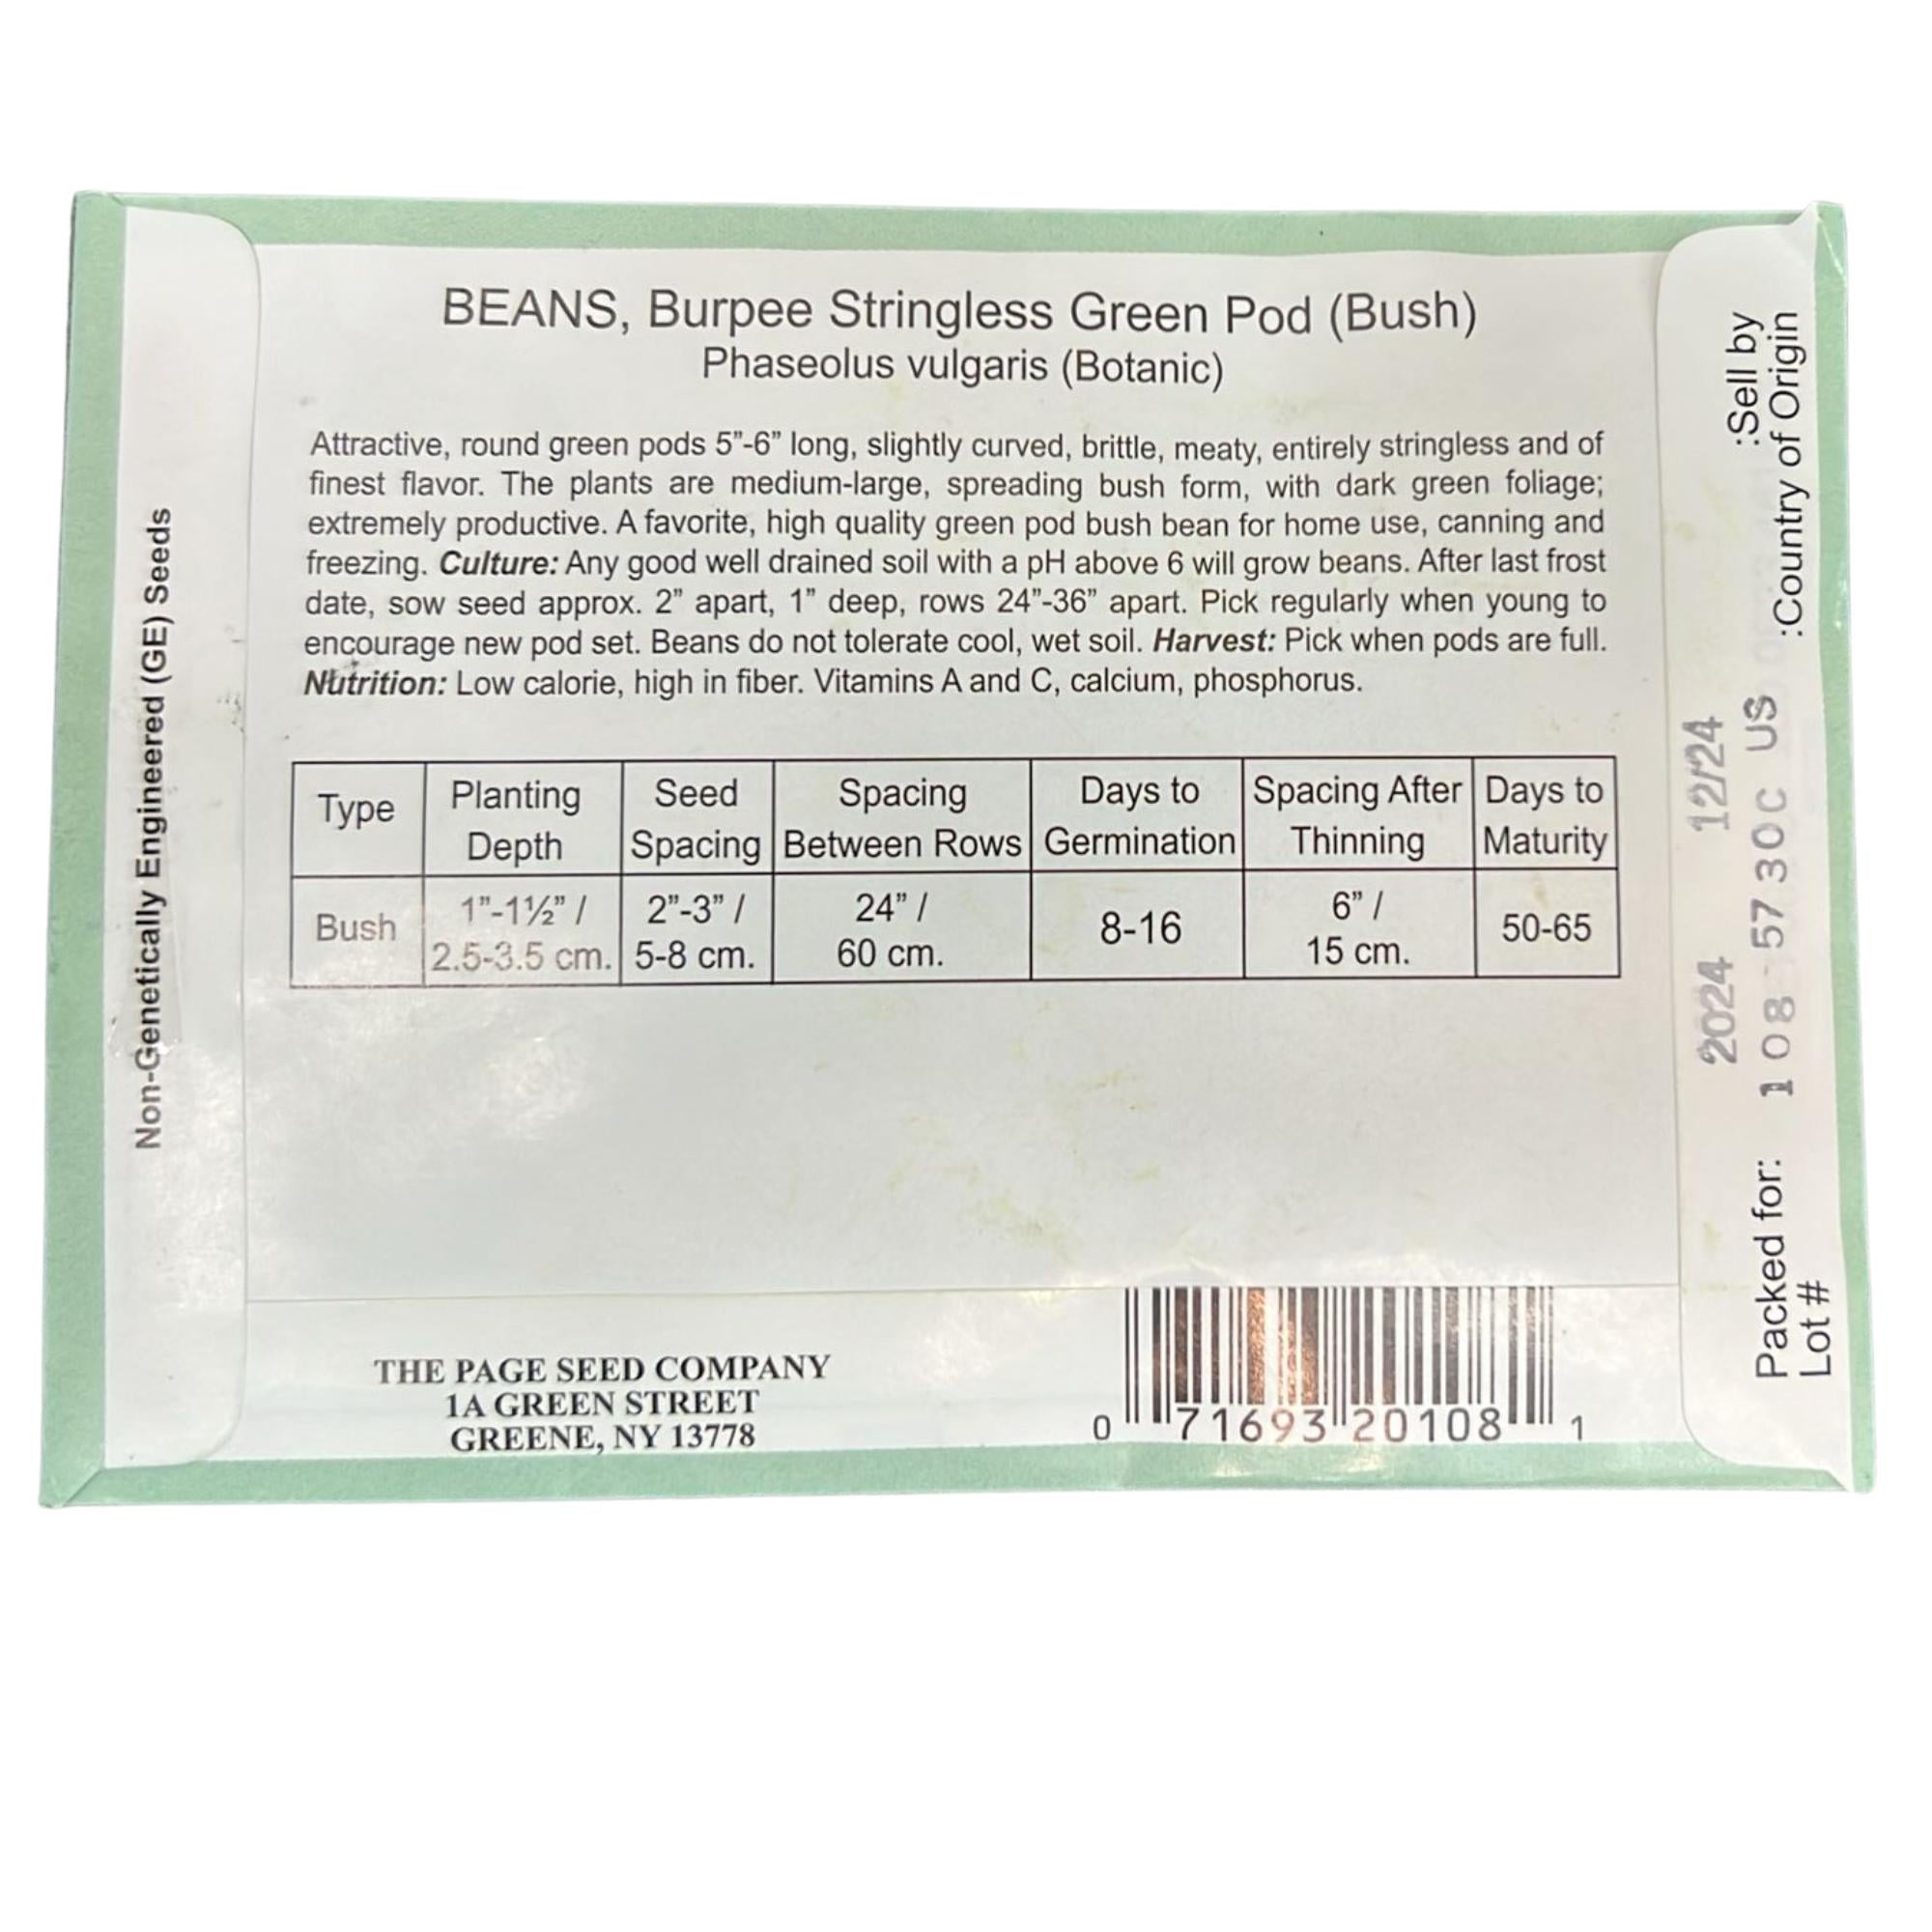 BEANS, Burpee Stringless Green Pod (Bush)
Phaseolus vulgaris (Botanic)
Attractive, round green pods 5”-6” long, slightly curved, brittle, meaty, entirely stringless and of
finest flavor. The plants are medium-large, spreading bush form, with dark green foliage;
extremely productive. A favorite, high quality green pod bush bean for home use, canning and
freezing. Culture: Any good well drained soil with a pH above 6 will grow beans. After last frost
date, sow seed approx. 2” apart, 1” deep, rows 24”-36” apart. Pick regularly when young to
encourage new pod set. Beans do not tolerate cool, wet soil. Harvest: Pick when pods are full.
Nutrition: Low calorie, high in fiber. Vitamins A and C, calcium, phosphorus.
Type Planting Seed Spacing Days to Spacing After Days to
Depth Spacing Between Rows Germination Thinning Maturity
Bush 1”-1½” / 2”-3” / 24” / 8-16 6” / 50-65
2.5-3.5 cm. 5-8 cm. 60 cm. 15 cm.
THE PAGE SEED COMPANY
1A GREEN STREET
GREENE, NY 13778
0 71693 20108 1
Non-Genetically Engineered (GE) Seeds
2024 12/24
Packed for: :Sell by
108 5730C US
Lot # :Country of Origin